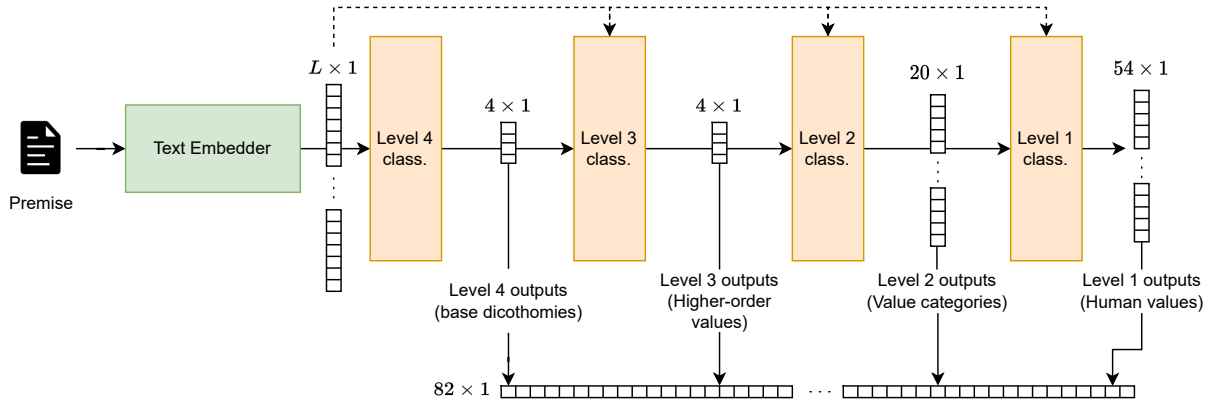 L × 1
20 × 1
54 × 1
4 × 1
4 × 1
Text Embedder
Level 4
class.
Level 3
class.
Level 2
class.
Level 1
class.
Premise
Level 4 outputs
(base dicothomies)
Level 3 outputs
(Higher-order
values)
Level 2 outputs
(Value categories)
Level 1 outputs
(Human values)
82 × 1